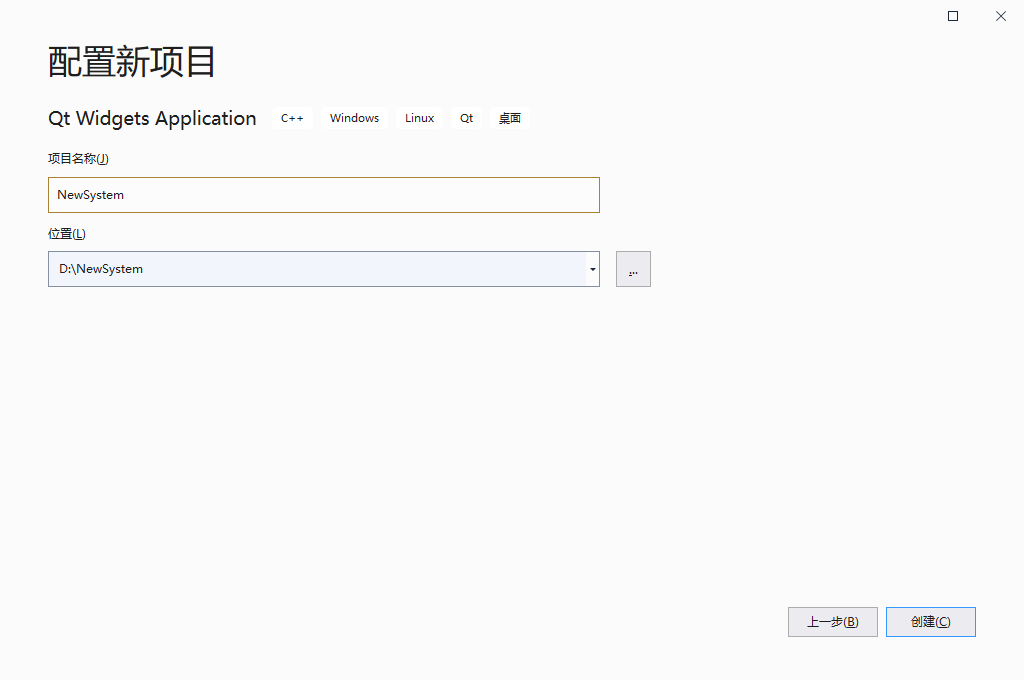 配置新项目
Qt Widgets Application C++ Windows Linux Qt 桌面
项目名称(J)
NewSystem
位置(L)
D:\NewSystem ...
上一步(B) 创建(C)